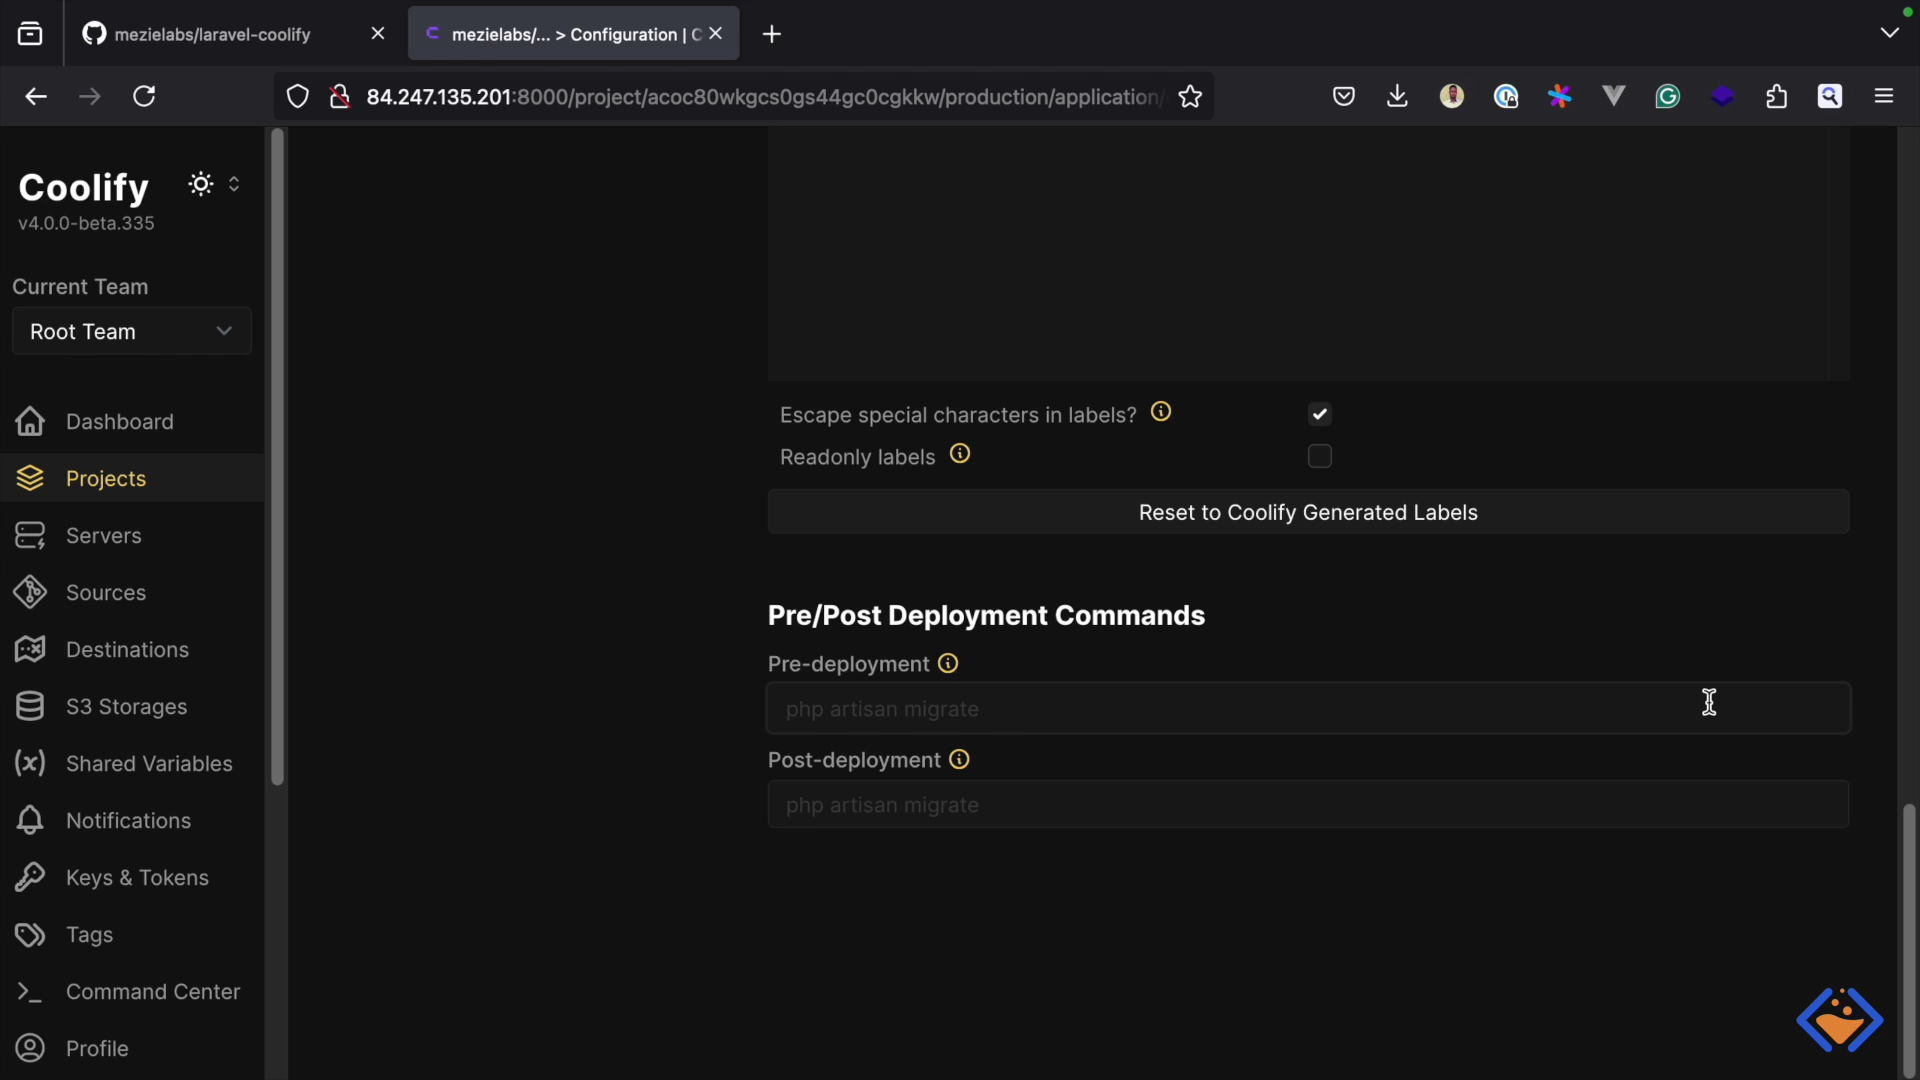 mezielabs/laravel-coolify
mezielabs/... > Configuration | C
84.247.135.201:8000/project/acoc80wkgcs0gs44gc0cgkkw/production/application/
Coolify
v4.0.0-beta.335
Current Team
Root Team
Dashboard
Projects
Servers
Sources
Destinations
S3 Storages
Shared Variables
Notifications
Keys & Tokens
Tags
Command Center
Profile
Escape special characters in labels?
Readonly labels
Reset to Coolify Generated Labels
Pre/Post Deployment Commands
Pre-deployment
php artisan migrate
Post-deployment
php artisan migrate